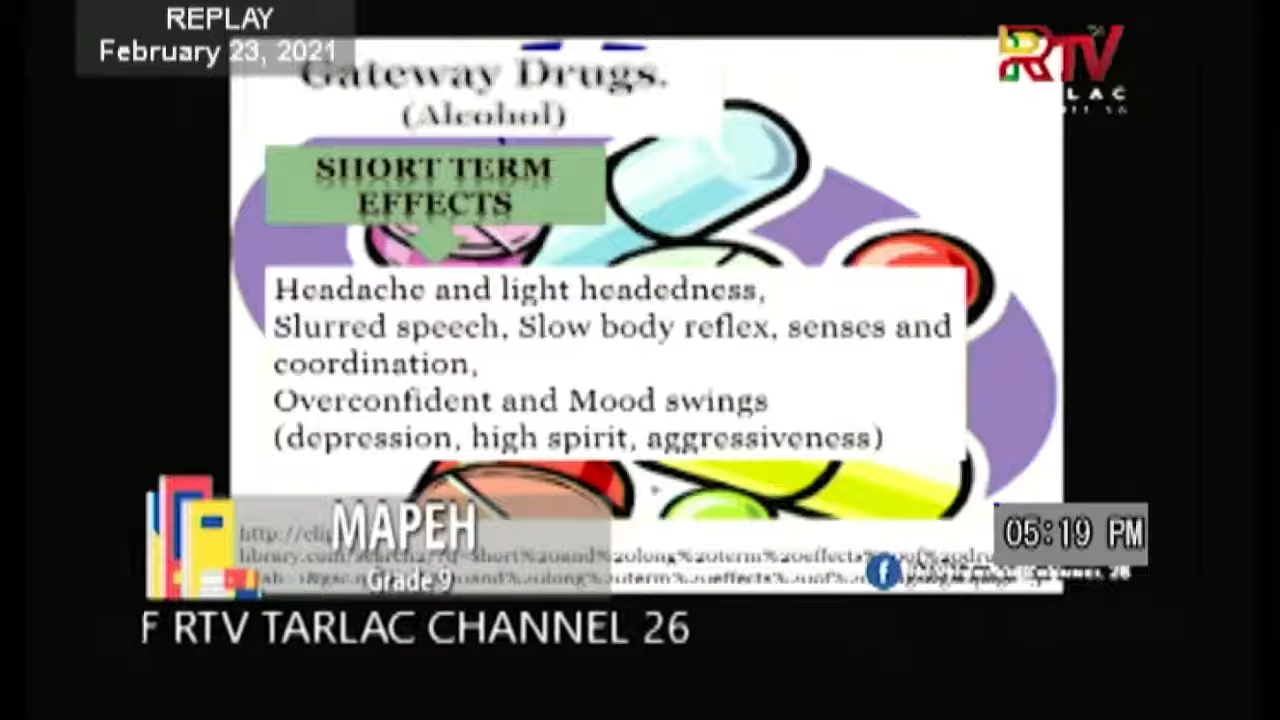 REPLAY
February 23, 2021
RTV
Gateway Drugs.
(Alcohol)
SHORT TERM
EFFECTS
Headache and light headedness,
Slurred speech, Slow body reflex, senses and
coordination,
Overconfident and Mood swings
(depression, high spirit, aggressiveness)
MAPEH
Grade 9
05:19 PM
F RTV TARLAC CHANNEL 26